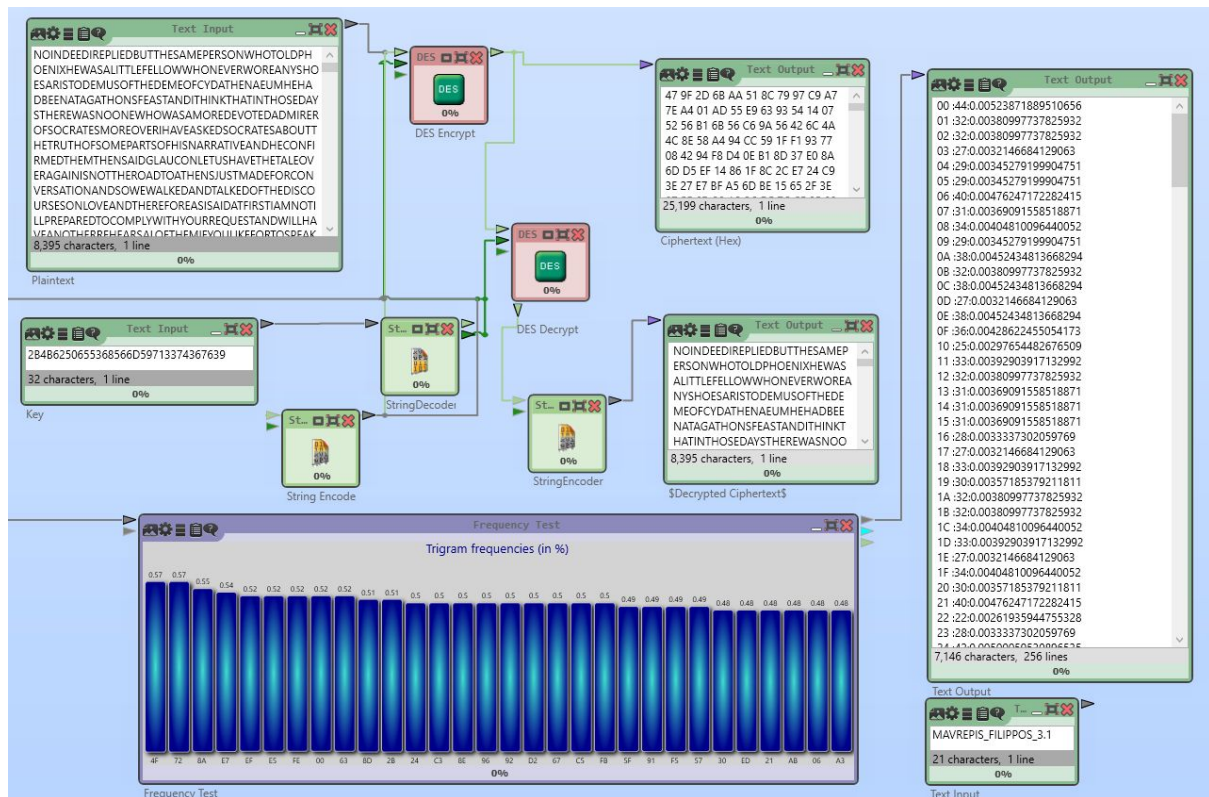 Text Input
NOINDEEDIREPLIEDBUTTHESAMEPERSONWHOTOLDPH
OENIXHEWASALITTLEFELLOWWHONEVERWOREANYSHO
ESARISTODEMUSOFTHEDEMEOFCYDATHENAEUMHEHA
DBEENATAGATHONSFEASTANDITHINKTHATINTHOSEDAY
STHEREWASNOONEWHOWASAMOREDEVOTEDADMIRER
OFSOCRATESMOREOVERIHAVEASKEDSOCRATESABOUTT
HETRUTHOFSOMEPARTSOFHISNARRATIVEANDHECONFI
RMEDTHEMTHENSAIDGLAUCONLETUSHAVETHETALEOV
ERAGAINISNOTTHEROADTOATHENSJUSTMADEFORCON
VERSATIONANDSOWEWALKEDANDTALKEDOFTHEDISCO
URSESONLOVEANDTHEREFOREASISAIDATFIRSTIAMNOTI
LLPREPAREDTOCOMPLYWITHYOURREQUESTANDWILLHA
VEANOTHERREHEARSALOFTHEMIFYOULIKEFORTOSPEAK
8,395 characters, 1 line
0%
Plaintext
DES
DES
0%
DES Encrypt
Text Output
47 9F 2D 6B AA 51 8C 79 97 C9 A7
7E A4 01 AD 55 E9 63 93 54 14 07
52 56 B1 6B 56 C6 9A 56 42 6C 4A
4C 8E 58 A4 94 CC 59 1F F1 93 77
08 42 94 F8 D4 0E B1 8D 37 E0 8A
6D D5 EF 14 86 1F 8C 2C E7 24 C9
3E 27 E7 BF A5 6D BE 15 65 2F 3E
25,199 characters, 1 line
0%
Ciphertext (Hex)
DES
DES
0%
DES Decrypt
Text Input
2B4B6250655368566D59713374367639
32 characters, 1 line
0%
Key
St...
0%
StringDecoder
St...
0%
String Encode
St...
0%
StringEncoder
Text Output
NOINDEEDIREPLIEDBUTTHESAMEP
ERSONWHOTOLDPHOENIXHEWAS
ALITTLEFELLOWWHONEVERWOREA
NYSHOESARISTODEMUSOFTHEDE
MEOFCYDATHENAEUMHEHADBEE
NATAGATHONSFEASTANDITHINKT
HATINTHOSEDAYSTHEREWASNOO
8,395 characters, 1 line
0%
$Decrypted Ciphertext$
Text Output
00 :44:0.00523871889510656
01 :32:0.00380997737825932
02 :32:0.00380997737825932
03 :27:0.0032146684129063
04 :29:0.00345279199904751
05 :29:0.00345279199904751
06 :40:0.00476247172282415
07 :31:0.00369091558518871
08 :34:0.00404810096440052
09 :29:0.00345279199904751
0A :38:0.00452434813668294
0B :32:0.00380997737825932
0C :38:0.00452434813668294
0D :27:0.0032146684129063
0E :38:0.00452434813668294
0F :36:0.00428622455054173
10 :25:0.00297654482676509
11 :33:0.00392903917132992
12 :32:0.00380997737825932
13 :31:0.00369091558518871
14 :31:0.00369091558518871
15 :31:0.00369091558518871
16 :28:0.0033337302059769
17 :27:0.0032146684129063
18 :33:0.00392903917132992
19 :30:0.00357185379211811
1A :32:0.00380997737825932
1B :32:0.00380997737825932
1C :34:0.00404810096440052
1D :33:0.00392903917132992
1E :27:0.0032146684129063
1F :34:0.00404810096440052
20 :30:0.00357185379211811
21 :40:0.00476247172282415
22 :22:0.00261935944755328
23 :28:0.0033337302059769
7,146 characters, 256 lines
0%
Text Output
Frequency Test
Trigram frequencies (in %)
0.57 0.57 0.55 0.54 0.52 0.52 0.52 0.52 0.52 0.51 0.51 0.5 0.5 0.5 0.5 0.5 0.5 0.5 0.5 0.5 0.49 0.49 0.49 0.49 0.48 0.48 0.48 0.48 0.48 0.48
4F 72 8A E7 EF E5 FE 00 63 8D 2B 24 C3 8E 96 92 D2 67 C5 FB 5F 91 F5 57 30 ED 21 AB 06 A3
0%
Frequency Test
T...
MAVREPIS_FILIPPOS_3.1
21 characters, 1 line
0%
Text Input